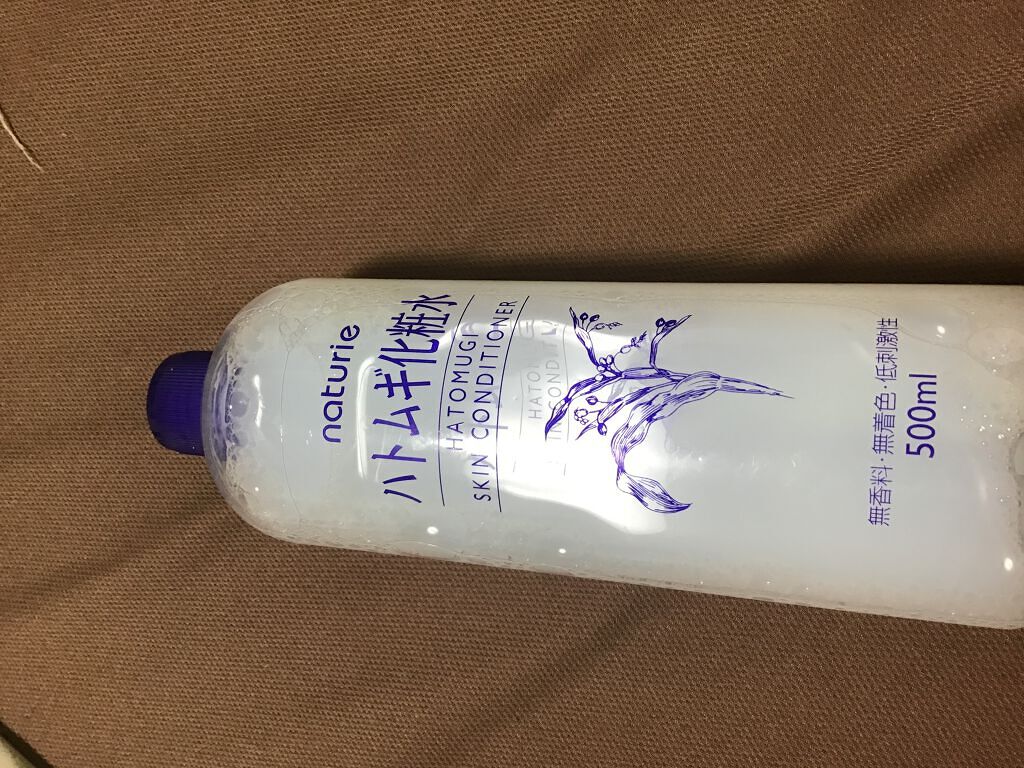 naturie
ハトムギ化粧水
HATOMUGI
SKIN CONDITIONER
無香料・無着色・低刺激性
500ml